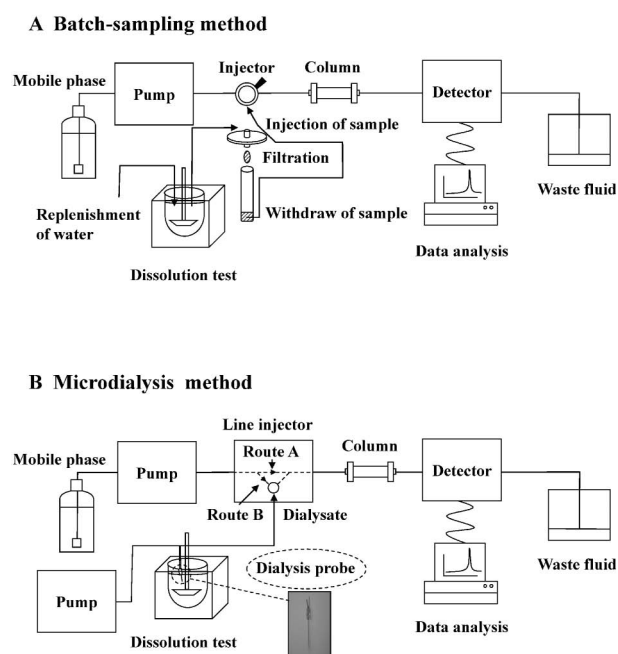 A Batch-sampling method
Injector
Column
Mobile phase
Pump
Detector
Injection of sample
Filtration
Replenishment
of water
Withdraw of sample
Waste fluid
Dissolution test
Data analysis
B Microdialysis method
Line injector
Route A
Column
Mobile phase
Pump
Detector
Route B
Dialysate
Dialysis probe
Waste fluid
Pump
Dissolution test
Data analysis